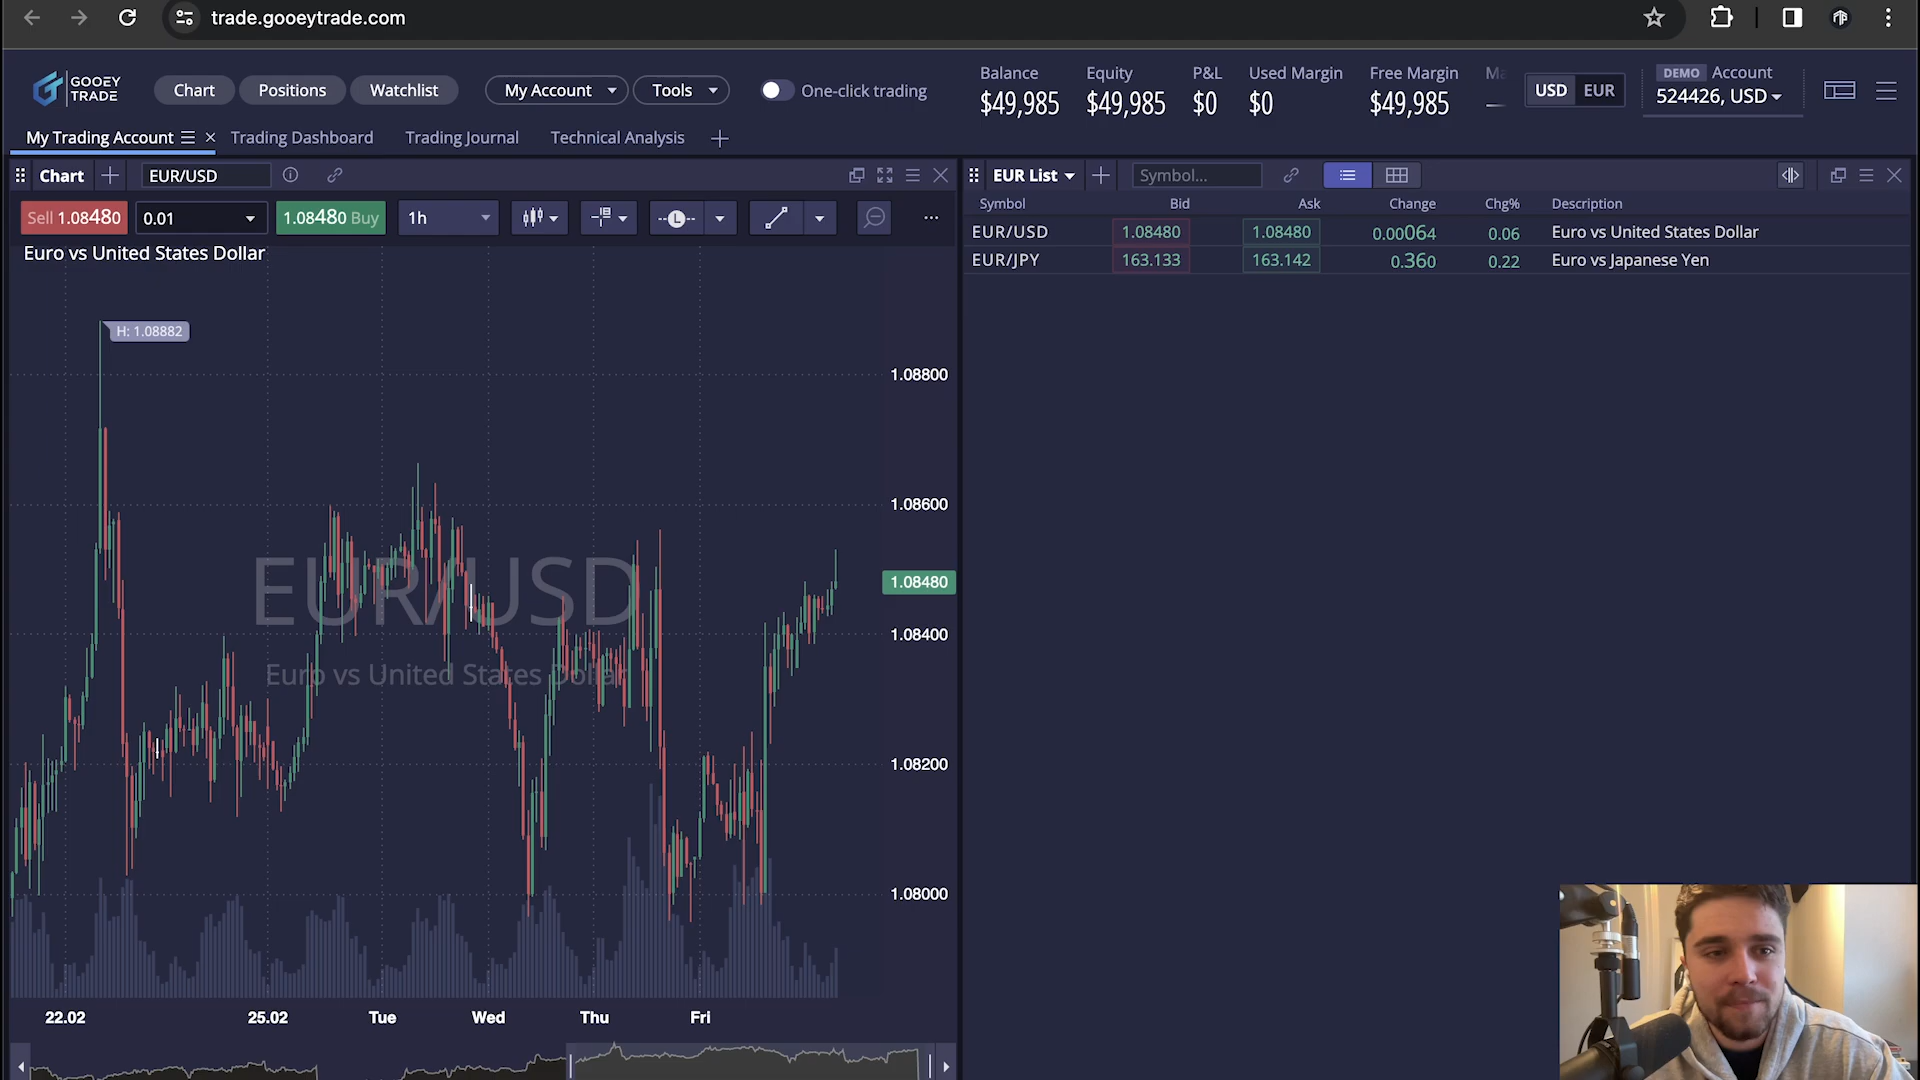 trade.gooeytrade.com
GOOEY
TRADE
Chart
Positions
Watchlist
My Account
Tools
One-click trading
Balance
$49,985
Equity
$49,985
P&L
$0
Used Margin
$0
Free Margin
$49,985
Ma
USD
EUR
DEMO Account
524426, USD
My Trading Account
Trading Dashboard
Trading Journal
Technical Analysis
Chart
EUR/USD
EUR List
Symbol...
Sell 1.08480
0.01
1.08480 Buy
1h
L
Symbol Bid Ask Change Chg% Description
EUR/USD 1.08480 1.08480 0.00064 0.06 Euro vs United States Dollar
EUR/JPY 163.133 163.142 0.360 0.22 Euro vs Japanese Yen
Euro vs United States Dollar
H: 1.08882
1.08800
1.08600
1.08480
1.08400
1.08200
1.08000
EUR/USD
Euro vs United States Dollar
22.02
25.02
Tue
Wed
Thu
Fri